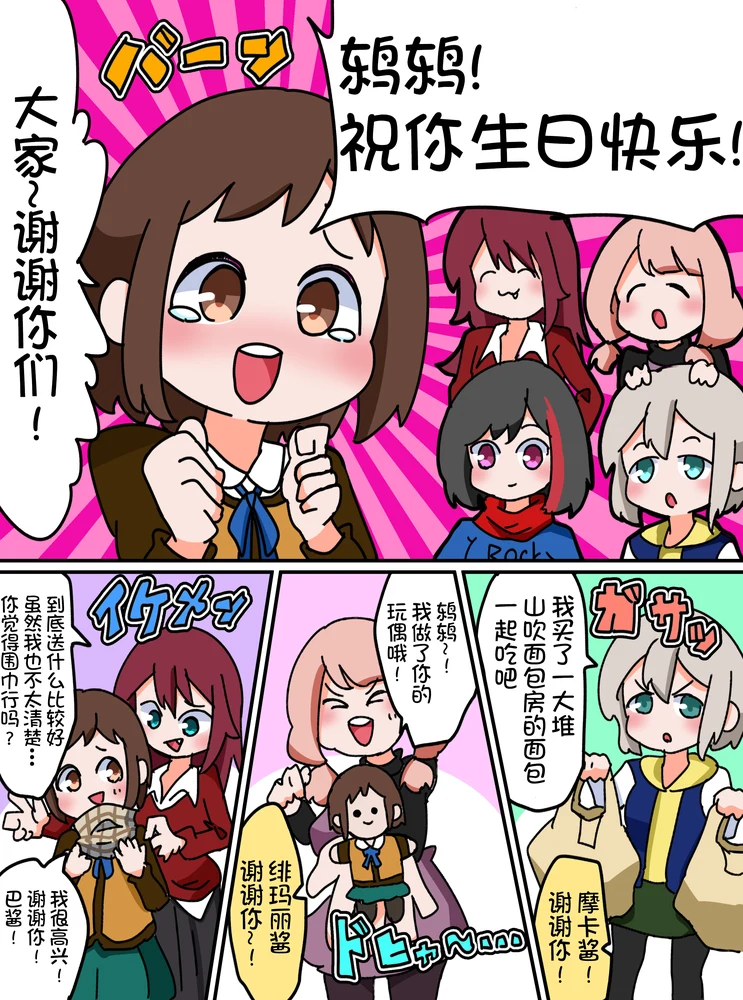 鸫鸫!
祝你生日快乐!
バーン
大家~谢谢你们!
Rock
ガサッ
我买了一大堆
山吹面包房的面包
一起吃吧
摩卡酱!
谢谢你!
鸫鸫~!
我做了你的
玩偶哦!
绯玛丽酱
谢谢你~!
ドヒャ~…
イケメン
到底送什么比较好
虽然我也不太清楚…
你觉得围巾行吗?
我很高兴!
谢谢你!
巴酱!